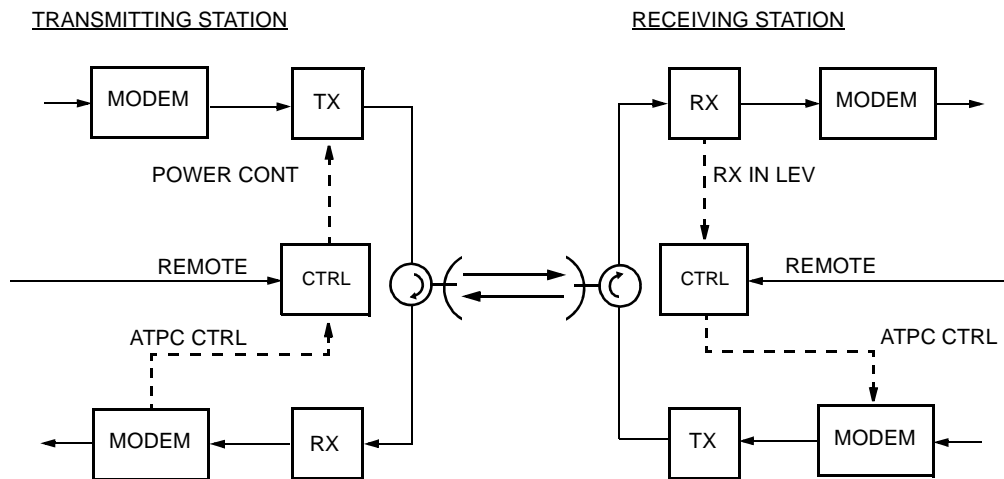 TRANSMITTING STATION
RECEIVING STATION
MODEM
TX
RX
MODEM
POWER CONT
RX IN LEV
REMOTE
CTRL
CTRL
REMOTE
ATPC CTRL
ATPC CTRL
MODEM
RX
TX
MODEM